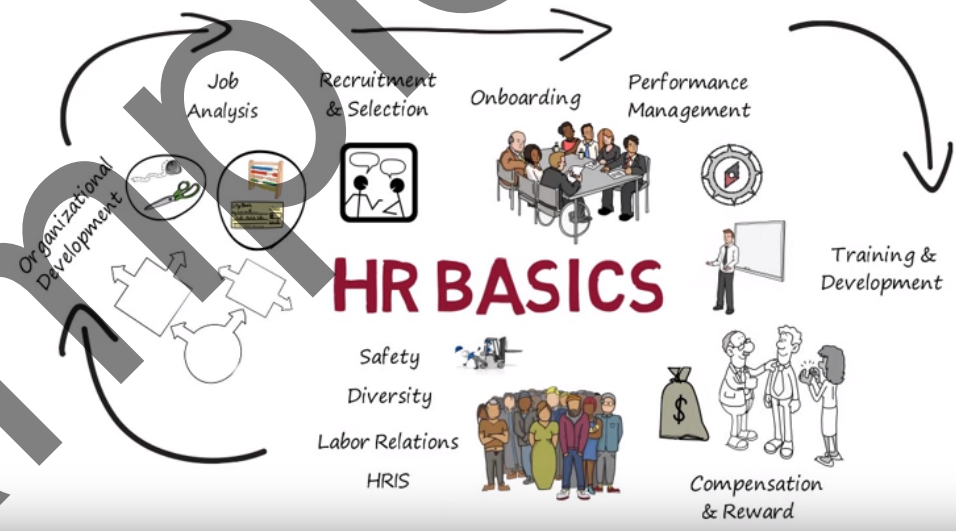 Job
Analysis
Recruitment
& Selection
Onboarding
Performance
Management
Organizational
Development
HR BASICS
Training &
Development
Safety
Diversity
Labor Relations
HRIS
$
Compensation
& Reward